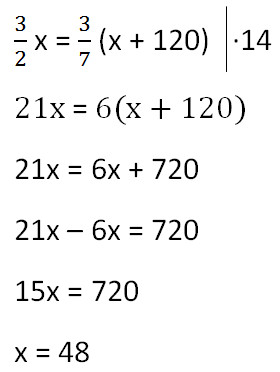 3/2 x = 3/7 (x + 120) | ·14
21x = 6(x + 120)
21x = 6x + 720
21x – 6x = 720
15x = 720
x = 48